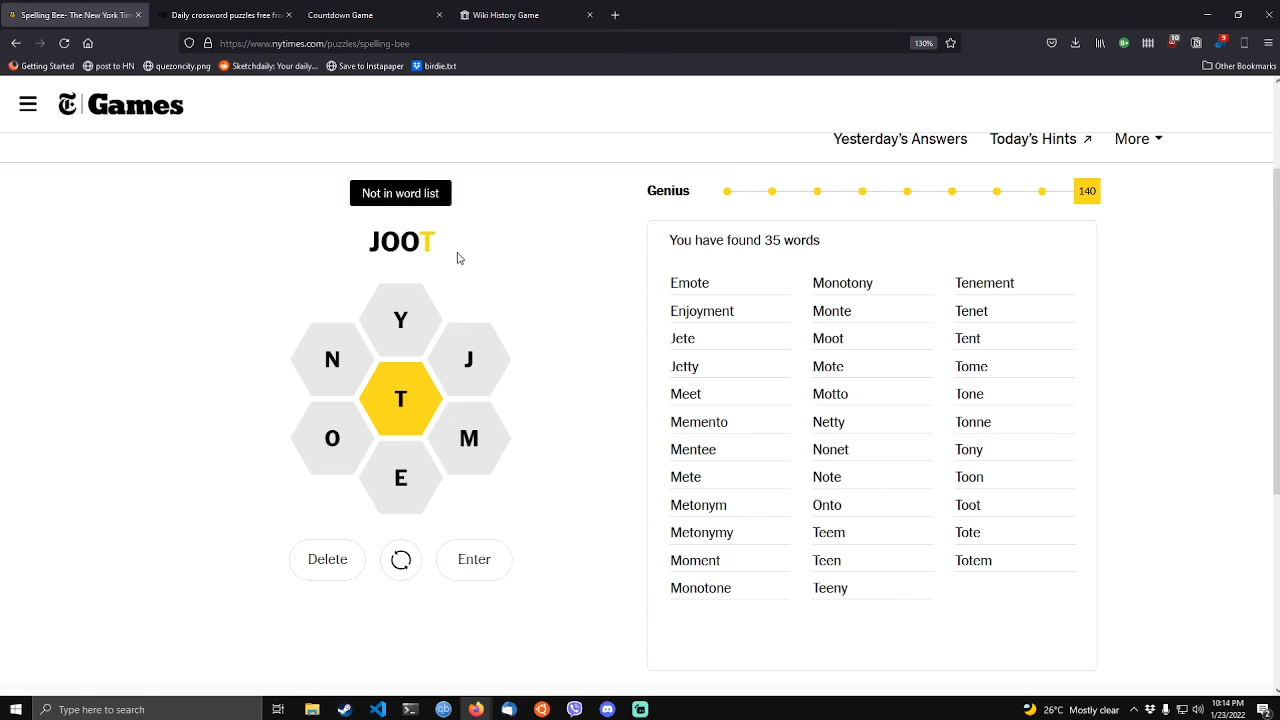 Spelling Bee - The New York Tim
Daily crossword puzzles free fro
Countdown Game
Wiki History Game
https://www.nytimes.com/puzzles/spelling-bee
130%
10
9
Getting Started
post to HN
quezoncity.png
Sketchdaily: Your daily...
Save to Instapaper
birdie.txt
Other Bookmarks
T Games
Yesterday's Answers
Today's Hints
More
Not in word list
Genius
140
JOOT
You have found 35 words
Emote Monotony Tenement
Enjoyment Monte Tenet
Jete Moot Tent
Jetty Mote Tome
Meet Motto Tone
Memento Netty Tonne
Mentee Nonet Tony
Mete Note Toon
Metonym Onto Toot
Metonymy Teem Tote
Moment Teen Totem
Monotone Teeny
Y
N
J
T
O
M
E
Delete
Enter
Type here to search
26°C Mostly clear
10:14 PM
1/23/2022
2